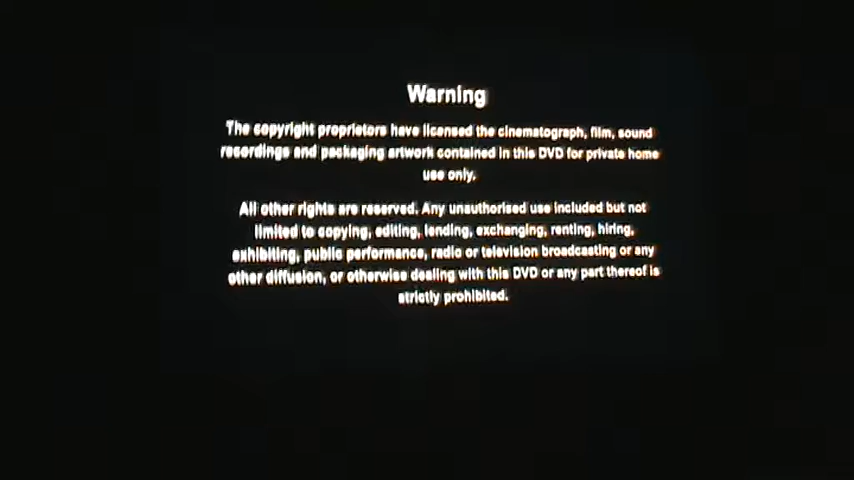 Warning
The copyright proprietors have licensed the cinematograph, film, sound
recordings and packaging artwork contained in this DVD for private home
use only.
All other rights are reserved. Any unauthorised use included but not
limited to copying, editing, lending, exchanging, renting, hiring,
exhibiting, public performance, radio or television broadcasting or any
other diffusion, or otherwise dealing with this DVD or any part thereof is
strictly prohibited.